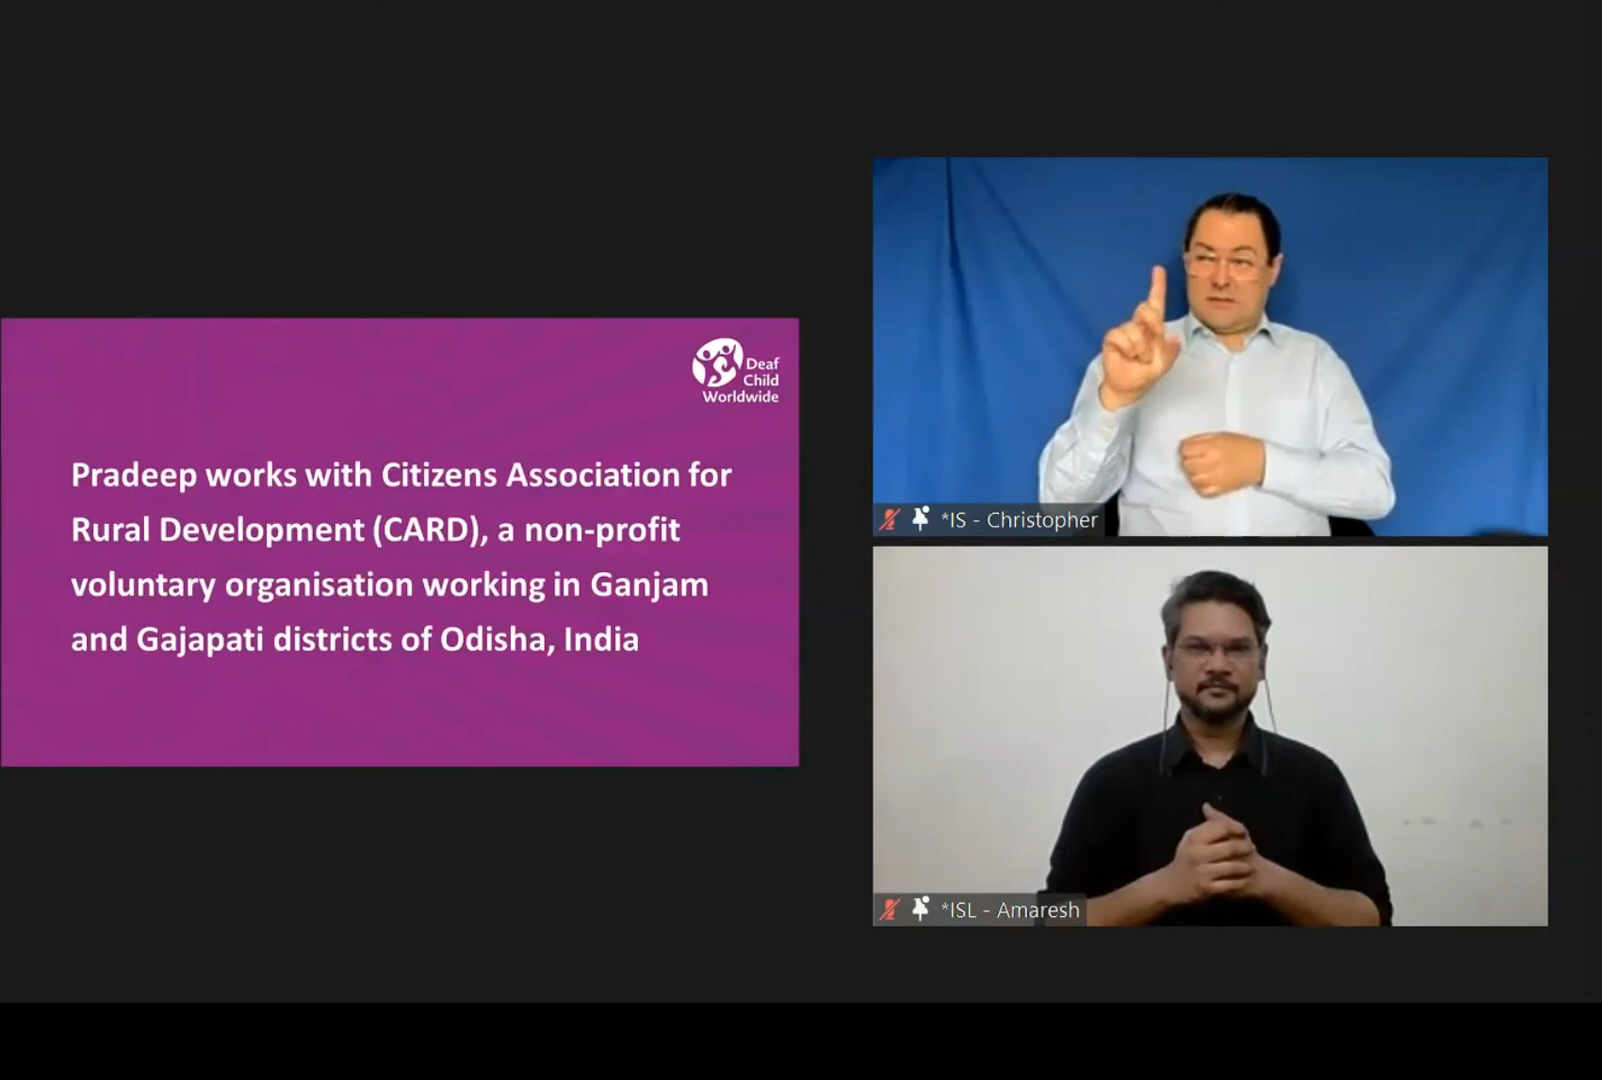 Deaf
Child
Worldwide
Pradeep works with Citizens Association for
Rural Development (CARD), a non-profit
voluntary organisation working in Ganjam
and Gajapati districts of Odisha, India
*IS - Christopher
*ISL - Amaresh